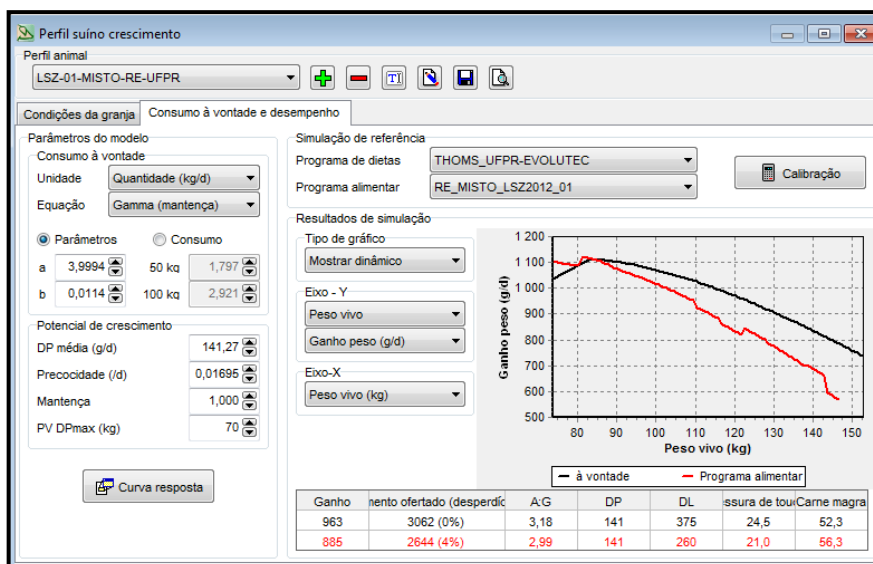 Perfil suíno crescimento
Perfil animal
LSZ-01-MISTO-RE-UFPR
TI
Condições da granja
Consumo à vontade e desempenho
Parâmetros do modelo
Consumo à vontade
Unidade Quantidade (kg/d)
Equação Gamma (mantença)
Parâmetros Consumo
a 3,9994 50 kg 1,797
b 0,0114 100 kg 2,921
Potencial de crescimento
DP média (g/d) 141,27
Precocidade (/d) 0,01695
Mantença 1,000
PV DPmax (kg) 70
Curva resposta
Simulação de referência
Programa de dietas THOMS_UFPR-EVOLUTEC
Programa alimentar RE_MISTO_LSZ2012_01
Calibração
Resultados de simulação
Tipo de gráfico
Mostrar dinâmico
Eixo - Y
Peso vivo
Ganho peso (g/d)
Eixo-X
Peso vivo (kg)
Ganho peso (g/d)
1 200
1 100
1 000
900
800
700
600
500
80 90 100 110 120 130 140 150
Peso vivo (kg)
à vontade Programa alimentar
Ganho mento ofertado (desperdíc A:G DP DL ssura de touc Carne magra
963 3062 (0%) 3,18 141 375 24,5 52,3
885 2644 (4%) 2,99 141 260 21,0 56,3